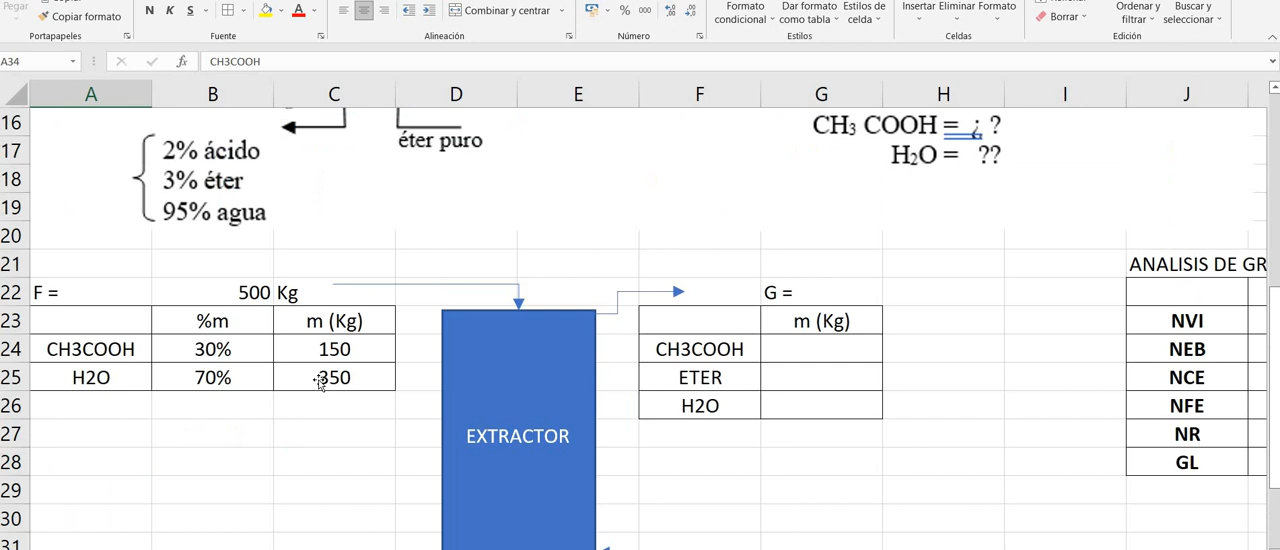 Pegar
Copiar formato
N K S
Combinar y centrar
% 000
Formato condicional
Dar formato como tabla
Estilos de celda
Insertar Eliminar Formato
Borrar
Ordenar y filtrar
Buscar y seleccionar
Portapapeles Fuente Alineación Número Estilos Celdas Edición
A34 fx CH3COOH
A B C D E F G H I J
16 CH3 COOH = ¿ ?
éter puro
17 2% ácido H2O = ??
18 3% éter
19 95% agua
20
21 ANALISIS DE GR
22 F = 500 Kg G =
23 %m m (Kg) m (Kg) NVI
24 CH3COOH 30% 150 CH3COOH NEB
25 H2O 70% 350 ETER NCE
26 H2O NFE
27 EXTRACTOR NR
28 GL
29
30
31